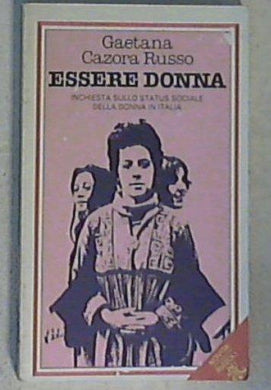 Gaetana
Cazora Russo
ESSERE DONNA
INCHIESTA SULLO STATUS SOCIALE
DELLA DONNA IN ITALIA